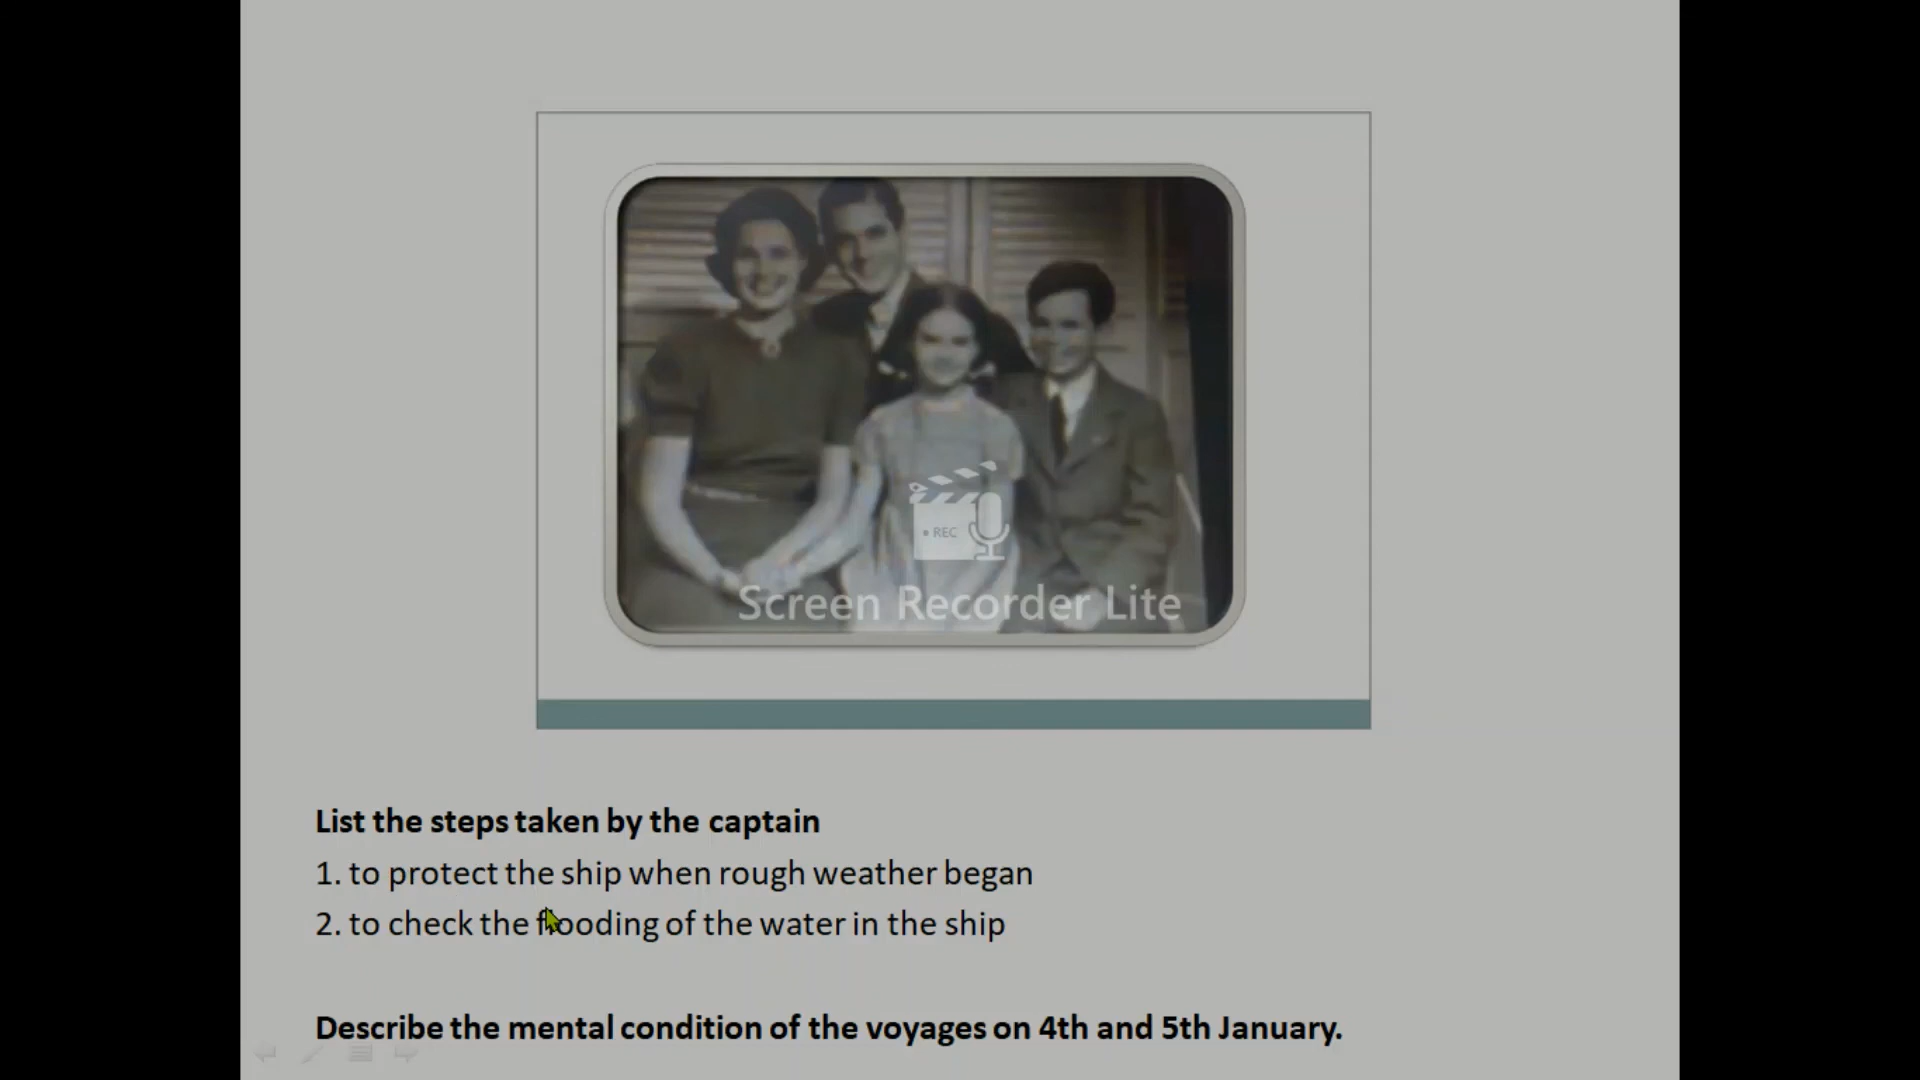 • REC
Screen Recorder Lite
List the steps taken by the captain
1. to protect the ship when rough weather began
2. to check the flooding of the water in the ship
Describe the mental condition of the voyages on 4th and 5th January.